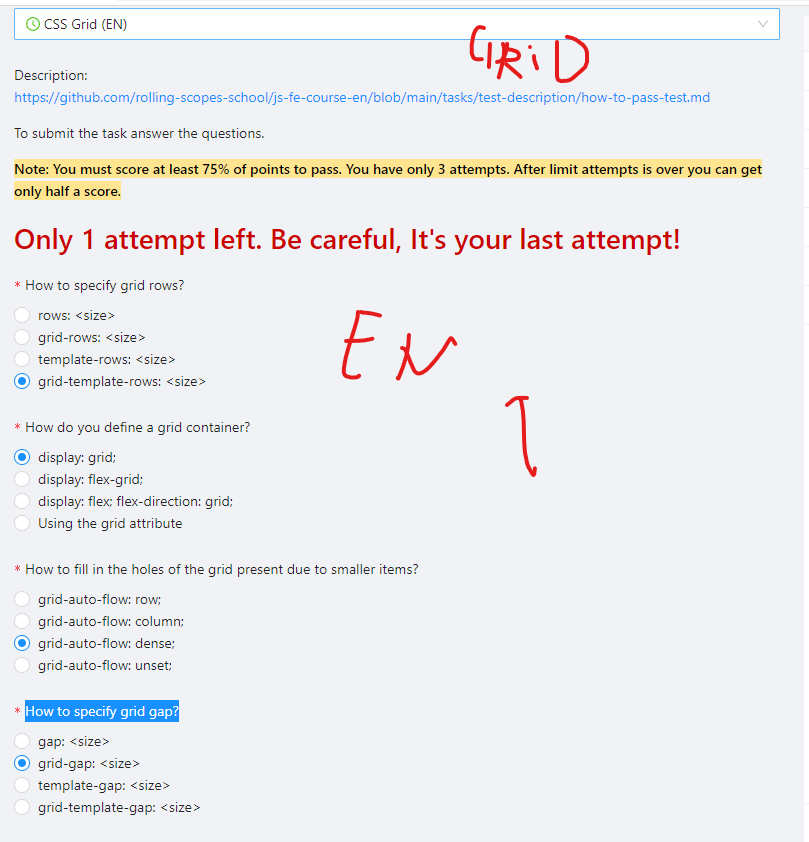 CSS Grid (EN)
GRiD
Description:
https://github.com/rolling-scopes-school/js-fe-course-en/blob/main/tasks/test-description/how-to-pass-test.md
To submit the task answer the questions.
Note: You must score at least 75% of points to pass. You have only 3 attempts. After limit attempts is over you can get
only half a score.
Only 1 attempt left. Be careful, It's your last attempt!
* How to specify grid rows?
rows: <size>
grid-rows: <size>
template-rows: <size>
grid-template-rows: <size>
EN
* How do you define a grid container?
display: grid;
display: flex-grid;
display: flex; flex-direction: grid;
Using the grid attribute
* How to fill in the holes of the grid present due to smaller items?
grid-auto-flow: row;
grid-auto-flow: column;
grid-auto-flow: dense;
grid-auto-flow: unset;
* How to specify grid gap?
gap: <size>
grid-gap: <size>
template-gap: <size>
grid-template-gap: <size>